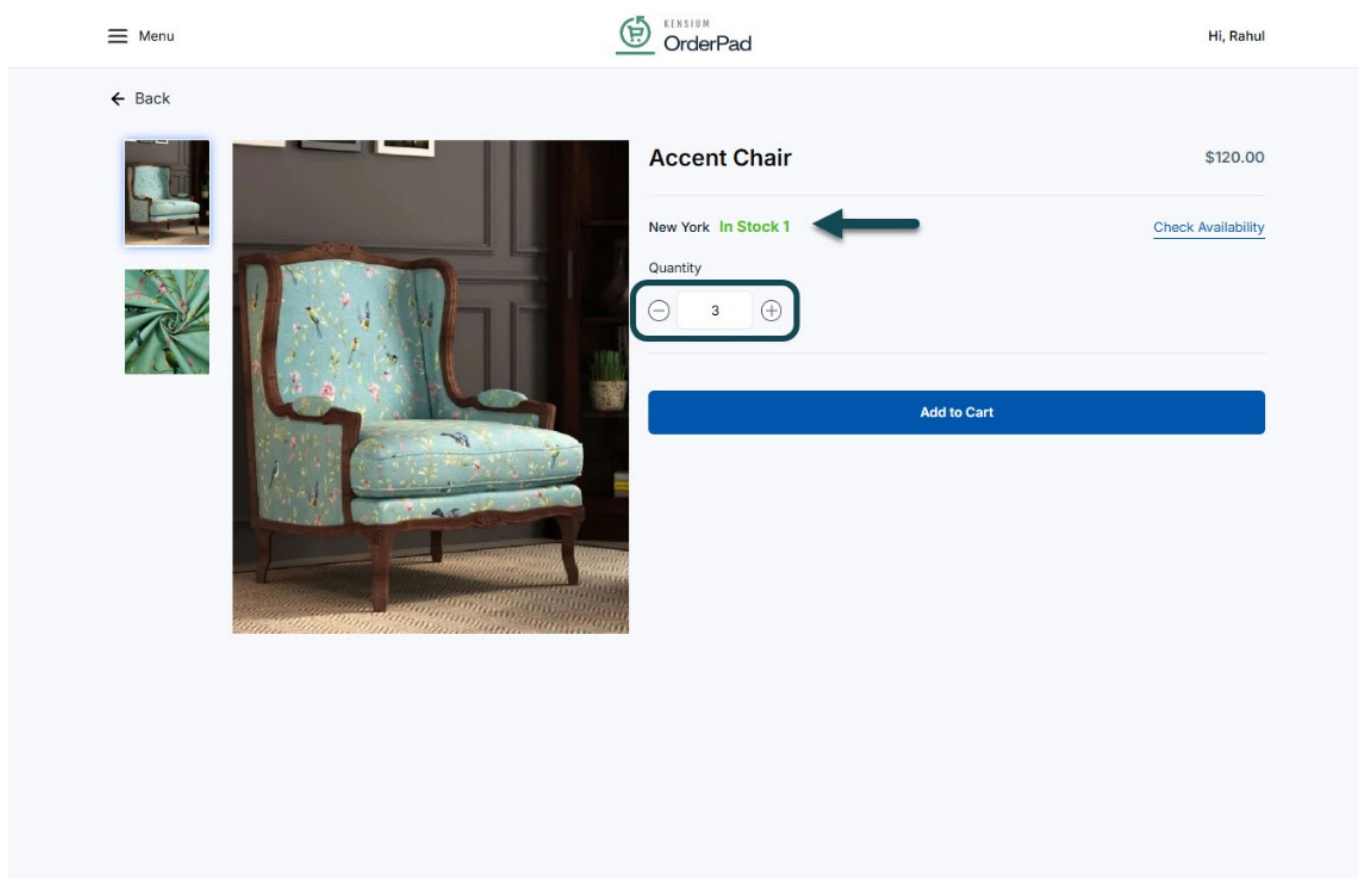 Menu
KENSIUM
OrderPad
Hi, Rahul
Back
Accent Chair
$120.00
New York In Stock 1
Check Availability
Quantity
3
Add to Cart